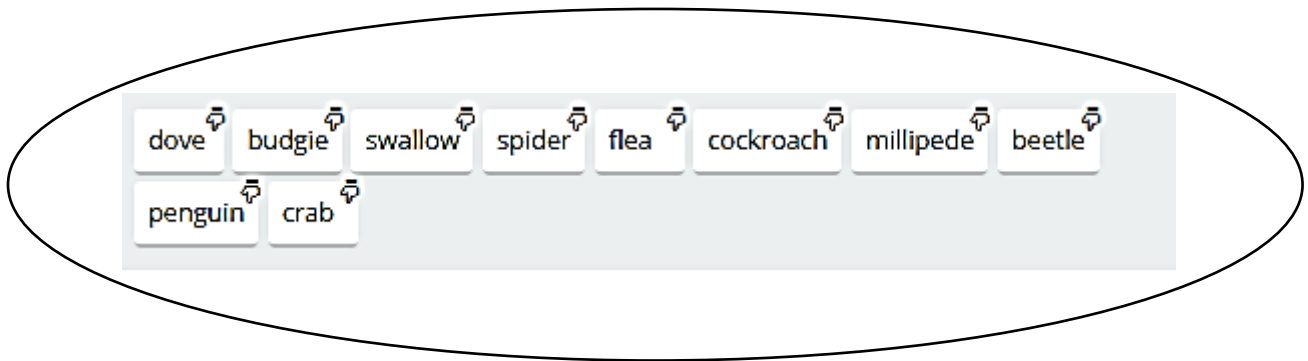 dove budgie swallow spider flea cockroach millipede beetle
penguin crab